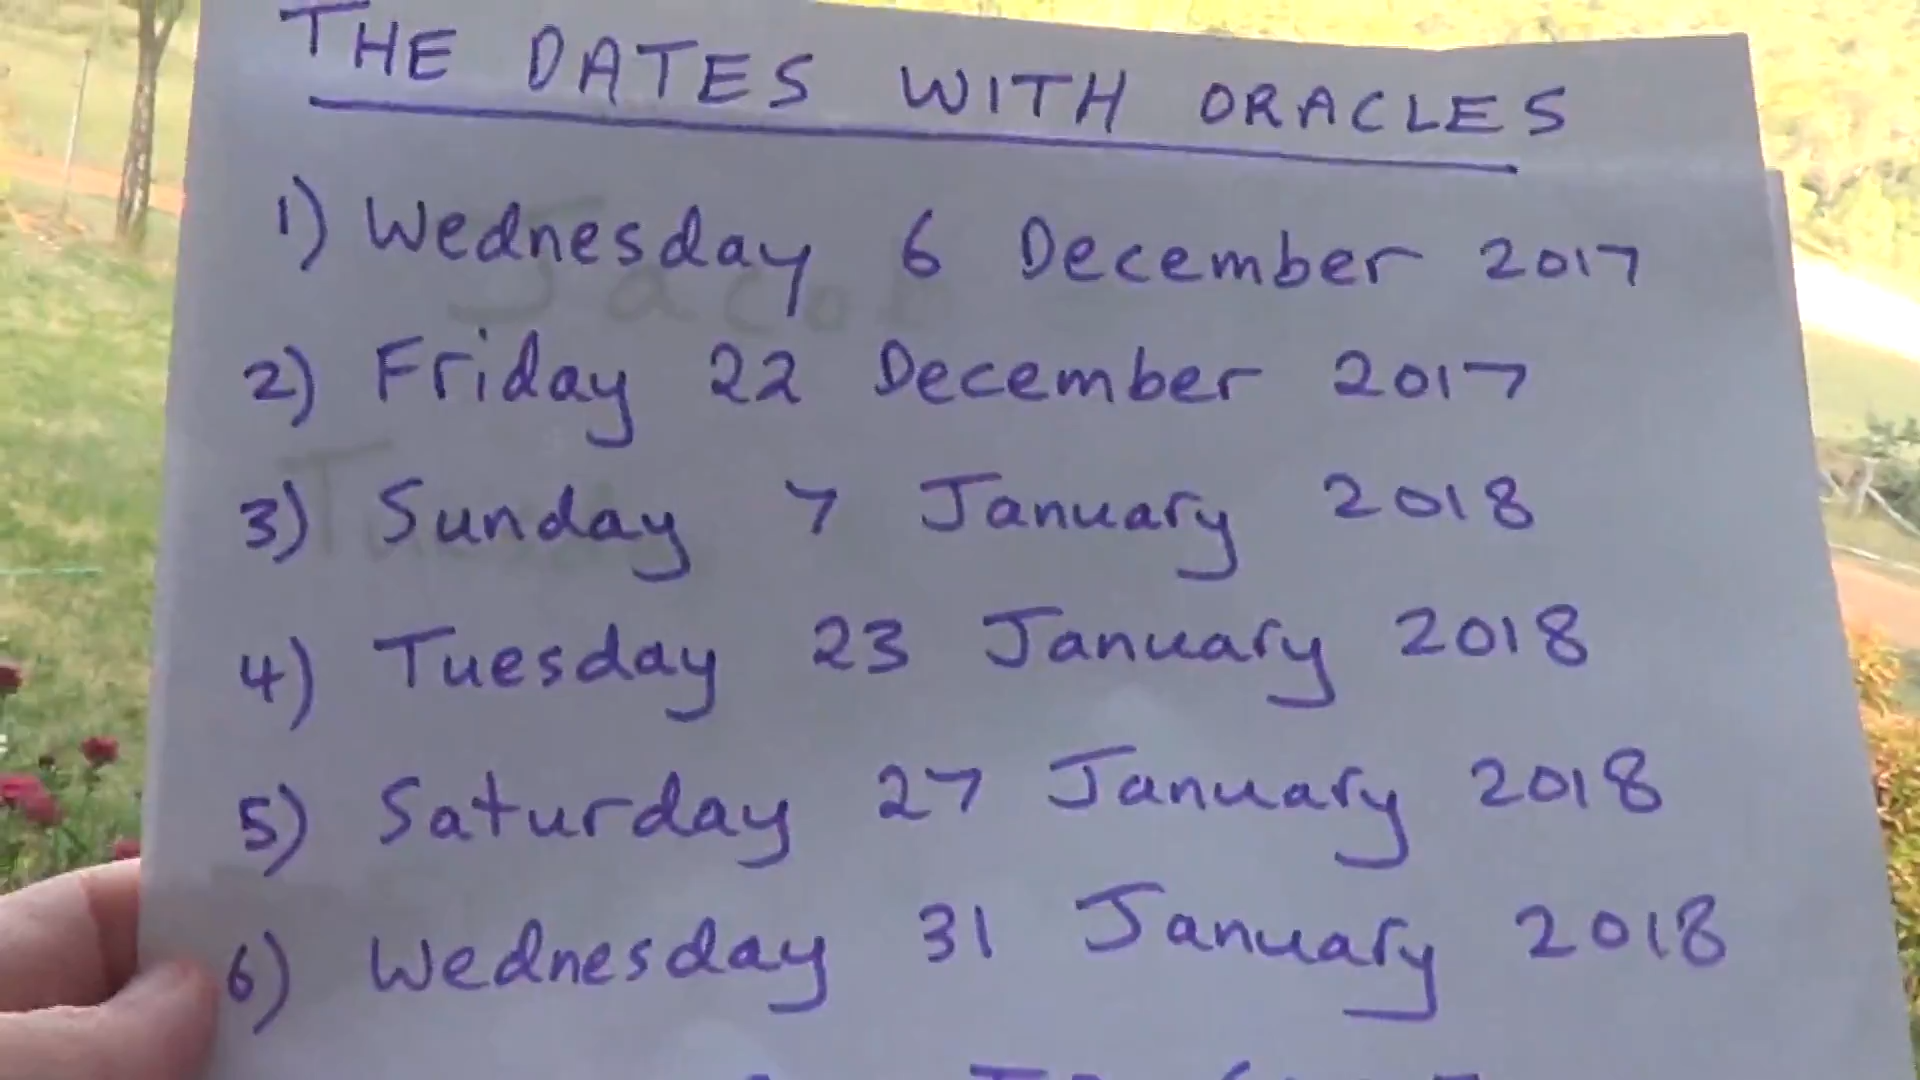 THE DATES WITH ORACLES
1) Wednesday 6 December 2017
2) Friday 22 December 2017
3) Sunday 7 January 2018
4) Tuesday 23 January 2018
5) Saturday 27 January 2018
6) Wednesday 31 January 2018